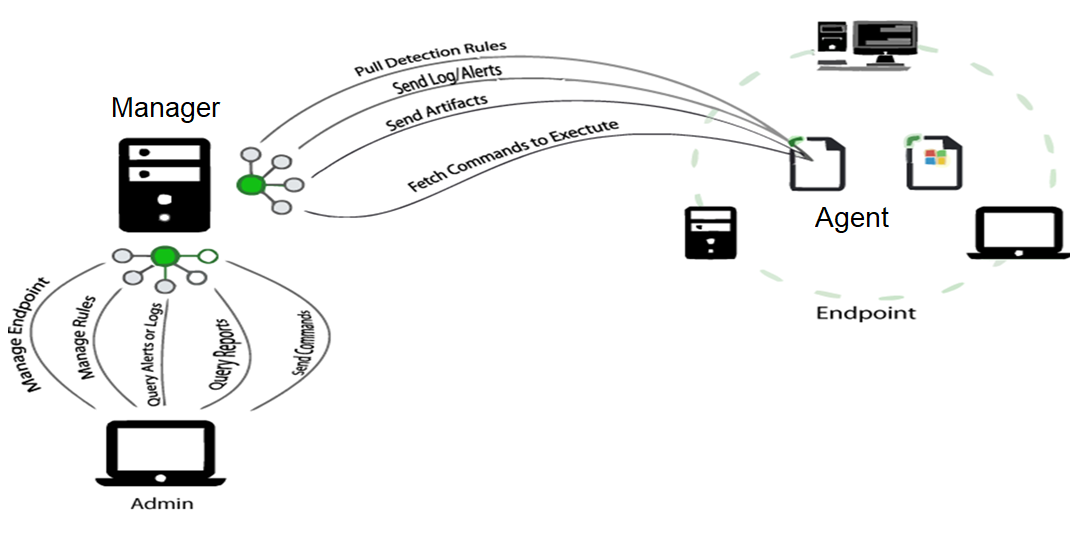 Pull Detection Rules
Send Log/Alerts
Send Artifacts
Fetch Commands to Exectute
Manager
Agent
Endpoint
Manage Endpoint
Manage Rules
Query Alerts or Logs
Query Reports
Send Commands
Admin